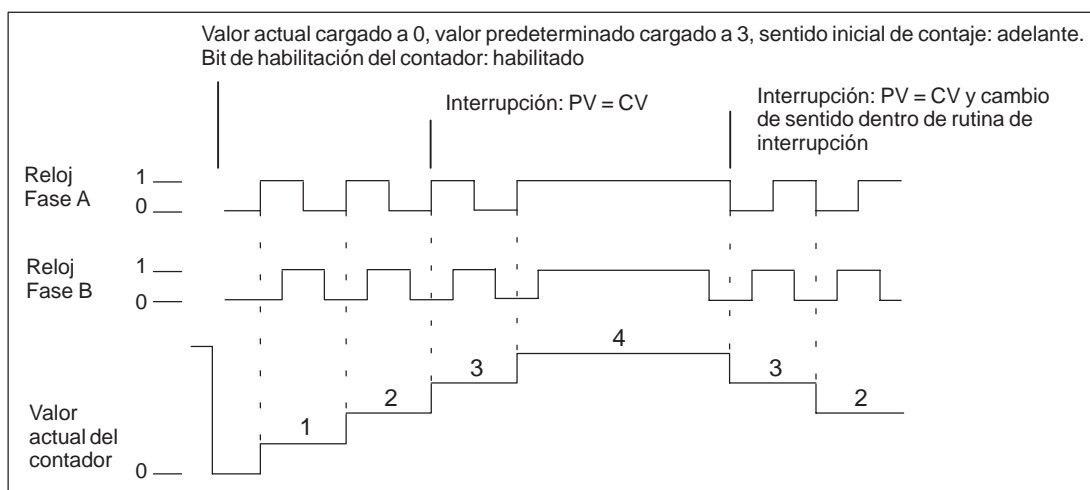 Valor actual cargado a 0, valor predeterminado cargado a 3, sentido inicial de contaje: adelante.
Bit de habilitación del contador: habilitado
Interrupción: PV = CV
Interrupción: PV = CV y cambio
de sentido dentro de rutina de
interrupción
Reloj
Fase A
1
0
Reloj
Fase B
1
0
4
3
3
2
2
1
Valor
actual del
contador
0